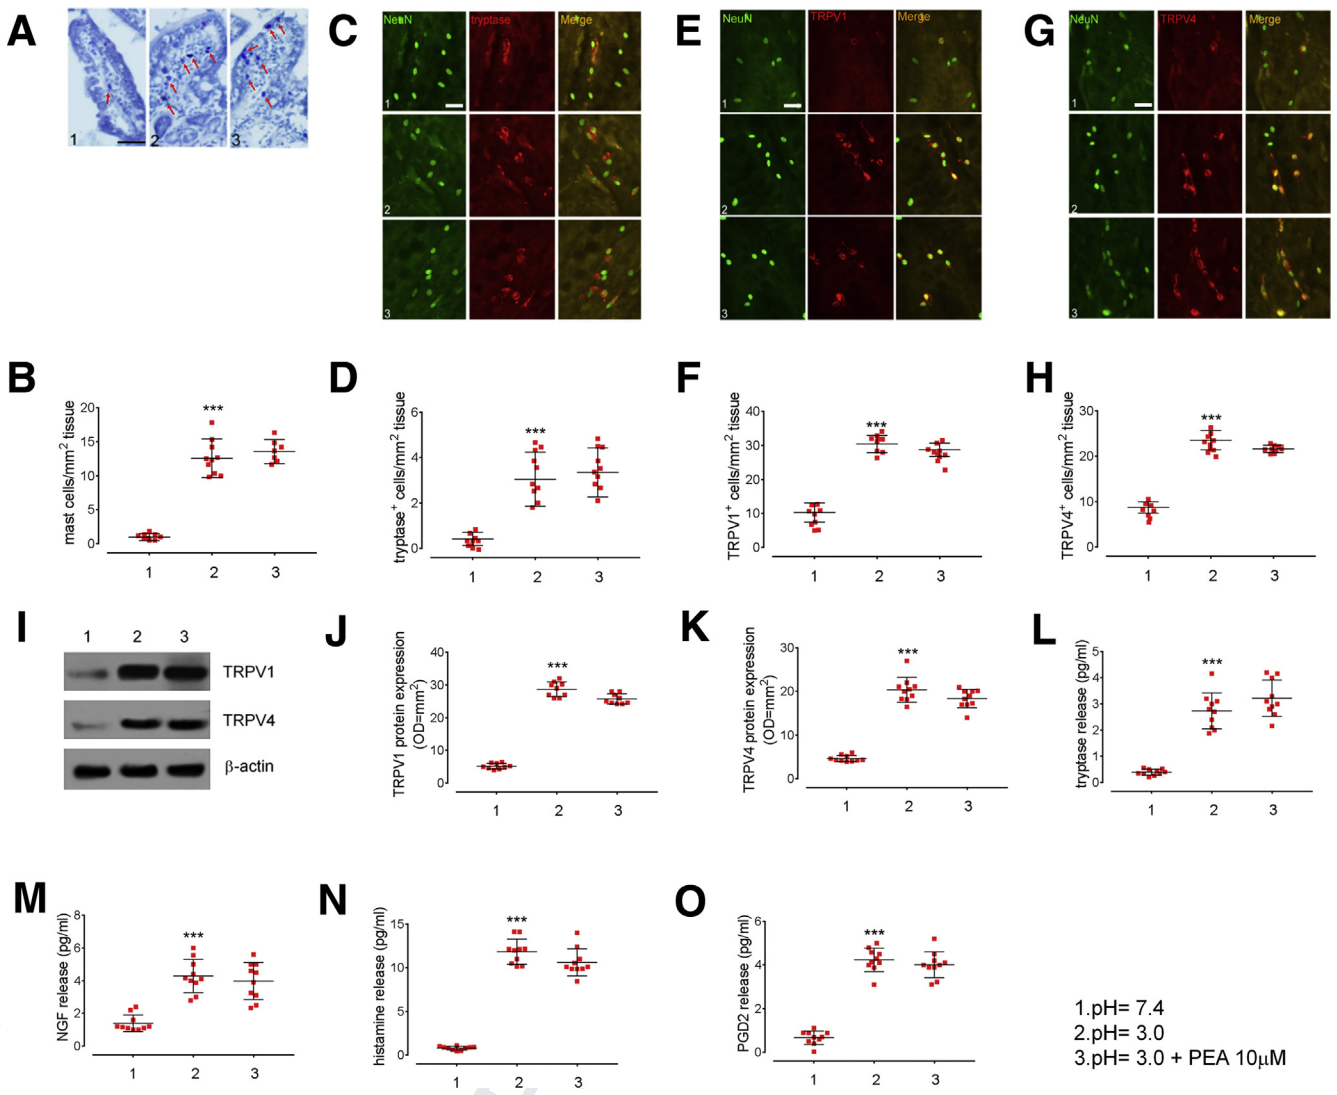 A
1
2
3
C
NeuN
tryptase
Merge
1
2
3
E
NeuN
TRPV1
Merge
1
2
3
G
NeuN
TRPV4
Merge
1
2
3
B
mast cells/mm² tissue
20
15
10
5
0
***
1
2
3
D
tryptase⁺ cells/mm² tissue
6
4
2
0
***
1
2
3
F
TRPV1⁺ cells/mm² tissue
40
30
20
10
0
***
1
2
3
H
TRPV4⁺ cells/mm² tissue
30
20
10
0
***
1
2
3
I
1 2 3
TRPV1
TRPV4
β-actin
J
TRPV1 protein expression
(OD=mm²)
40
30
20
10
0
***
1
2
3
K
TRPV4 protein expression
(OD=mm²)
30
20
10
0
***
1
2
3
L
tryptase release (pg/ml)
5
4
3
2
1
0
***
1
2
3
M
NGF release (pg/ml)
8
6
4
2
0
***
1
2
3
N
histamine release (pg/ml)
15
10
5
0
***
1
2
3
O
PGD2 release (pg/ml)
6
4
2
0
***
1
2
3
1.pH= 7.4
2.pH= 3.0
3.pH= 3.0 + PEA 10µM